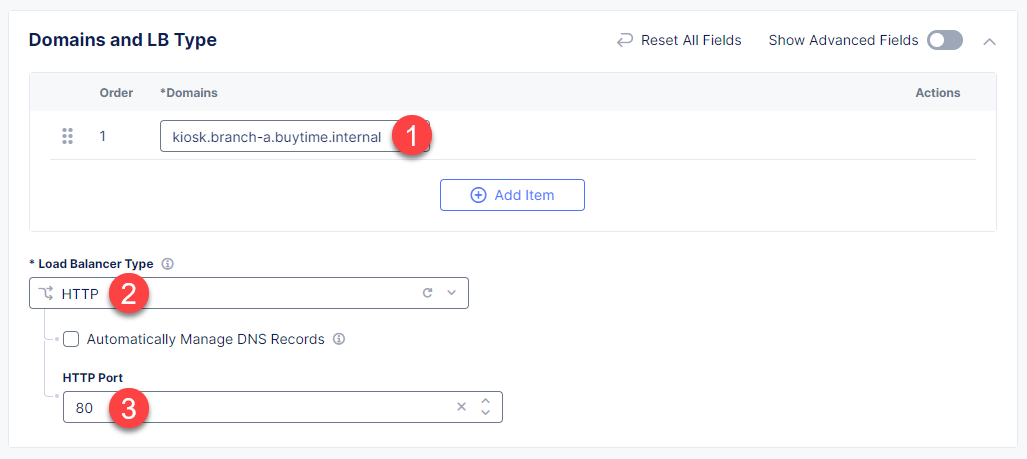 Domains and LB Type
Reset All Fields
Show Advanced Fields
Order *Domains Actions
1 kiosk.branch-a.buytime.internal 1
Add Item
* Load Balancer Type
HTTP 2
Automatically Manage DNS Records
HTTP Port
80 3